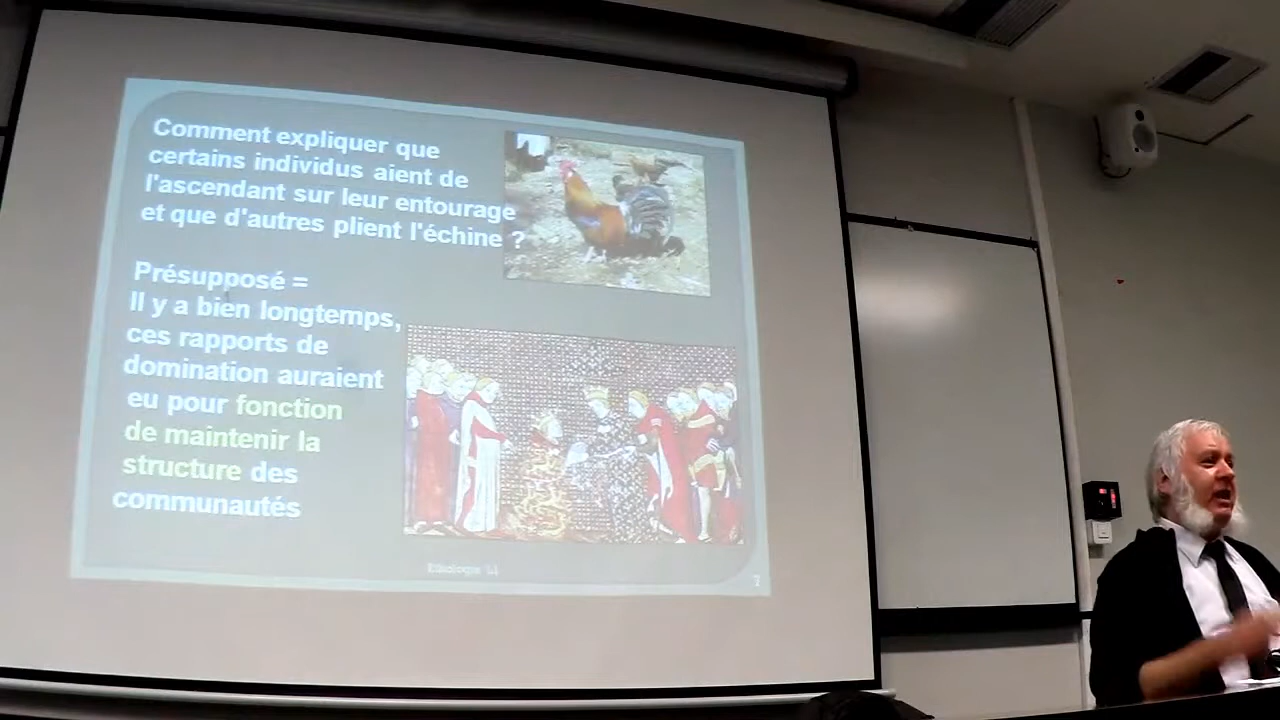 Comment expliquer que
certains individus aient de
l'ascendant sur leur entourage
et que d'autres plient l'échine ?
Présupposé =
Il y a bien longtemps,
ces rapports de
domination auraient
eu pour fonction
de maintenir la
structure des
communautés
7